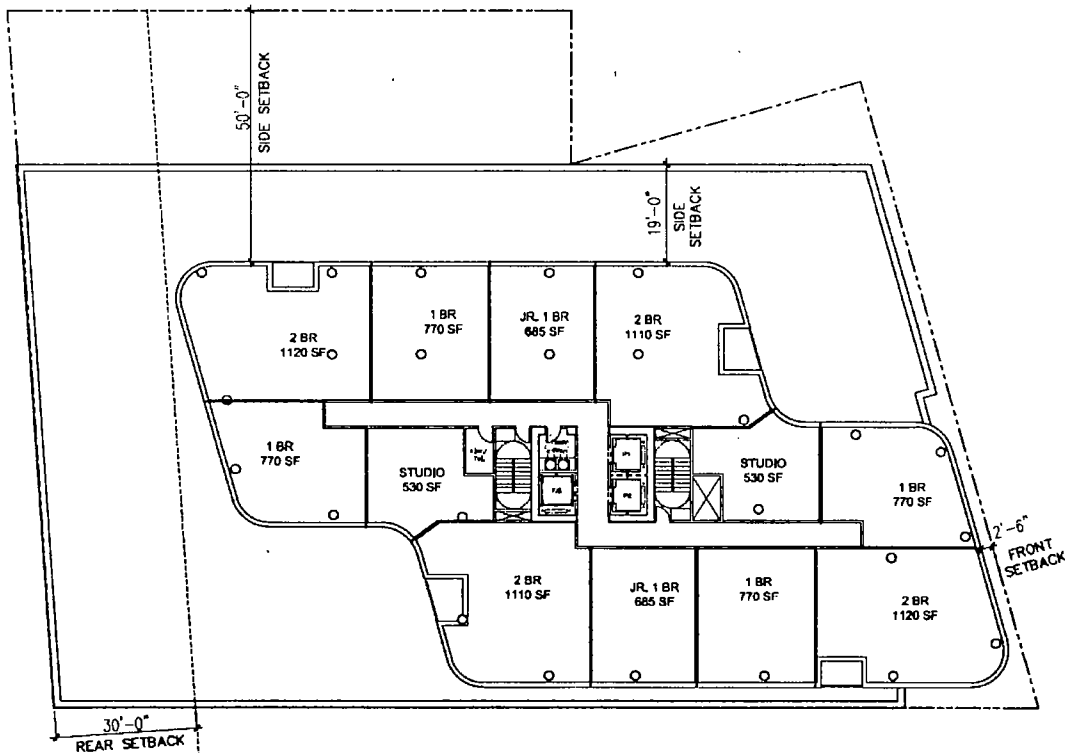 50'-0"
SIDE SETBACK
19'-0"
SIDE
SETBACK
2 BR
1120 SF
1 BR
770 SF
JR. 1 BR
685 SF
2 BR
1110 SF
1 BR
770 SF
STUDIO
530 SF
STUDIO
530 SF
1 BR
770 SF
2'-6"
FRONT
SETBACK
2 BR
1110 SF
JR. 1 BR
685 SF
1 BR
770 SF
2 BR
1120 SF
30'-0"
REAR SETBACK